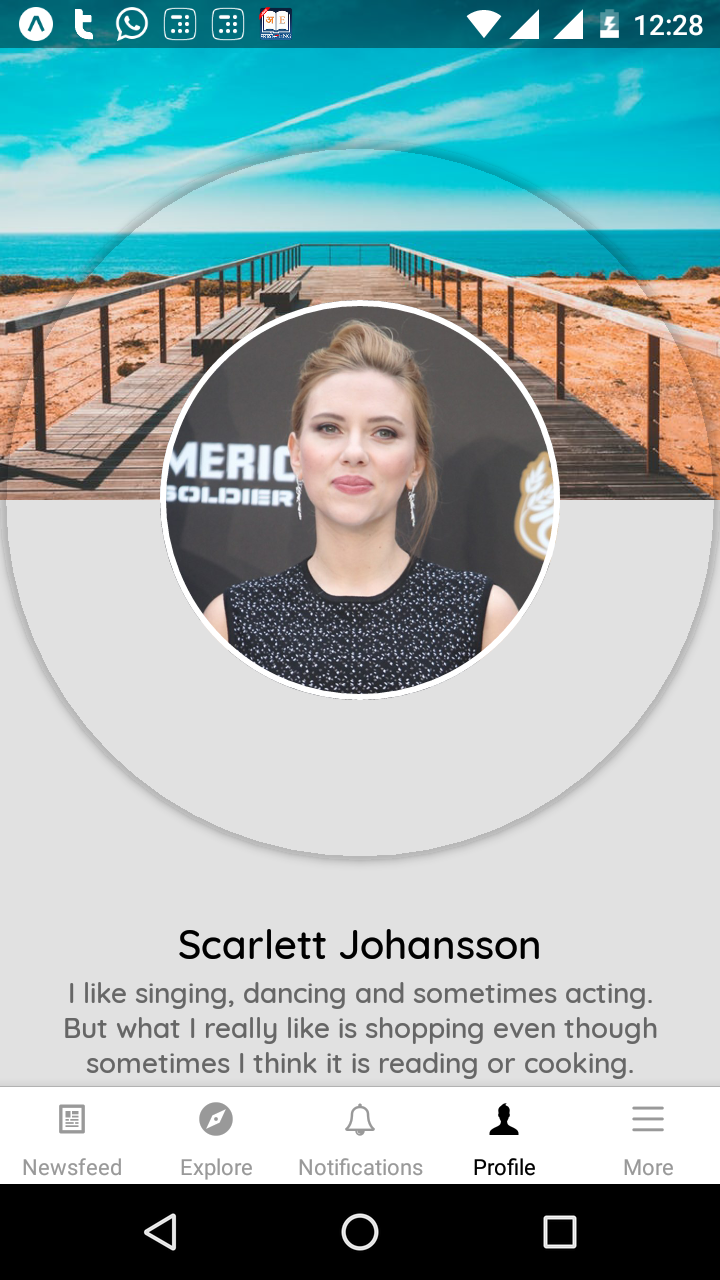 12:28
MERIC
SOLDIER
Scarlett Johansson
I like singing, dancing and sometimes acting.
But what I really like is shopping even though
sometimes I think it is reading or cooking.
Newsfeed Explore Notifications Profile More